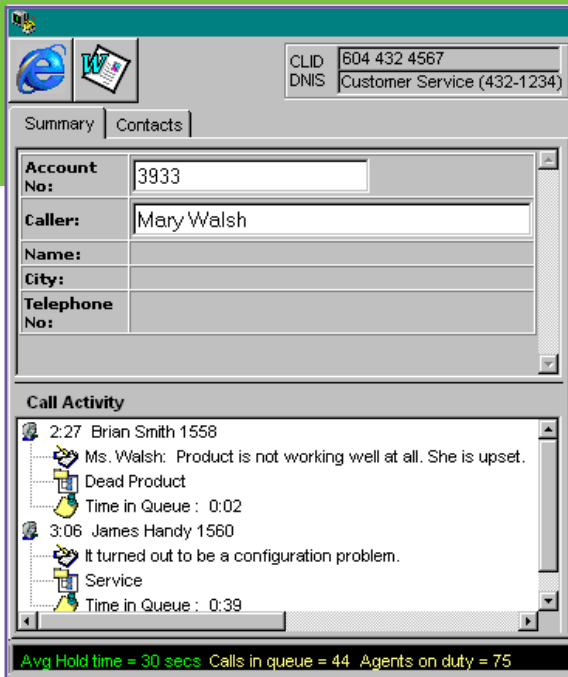 CLID 604 432 4567
DNIS Customer Service (432-1234)
Summary Contacts
Account No: 3933
Caller: Mary Walsh
Name:
City:
Telephone No:
Call Activity
2:27 Brian Smith 1558
Ms. Walsh: Product is not working well at all. She is upset.
Dead Product
Time in Queue : 0:02
3:06 James Handy 1560
It turned out to be a configuration problem.
Service
Time in Queue : 0:39
Avg Hold time = 30 secs Calls in queue = 44 Agents on duty = 75